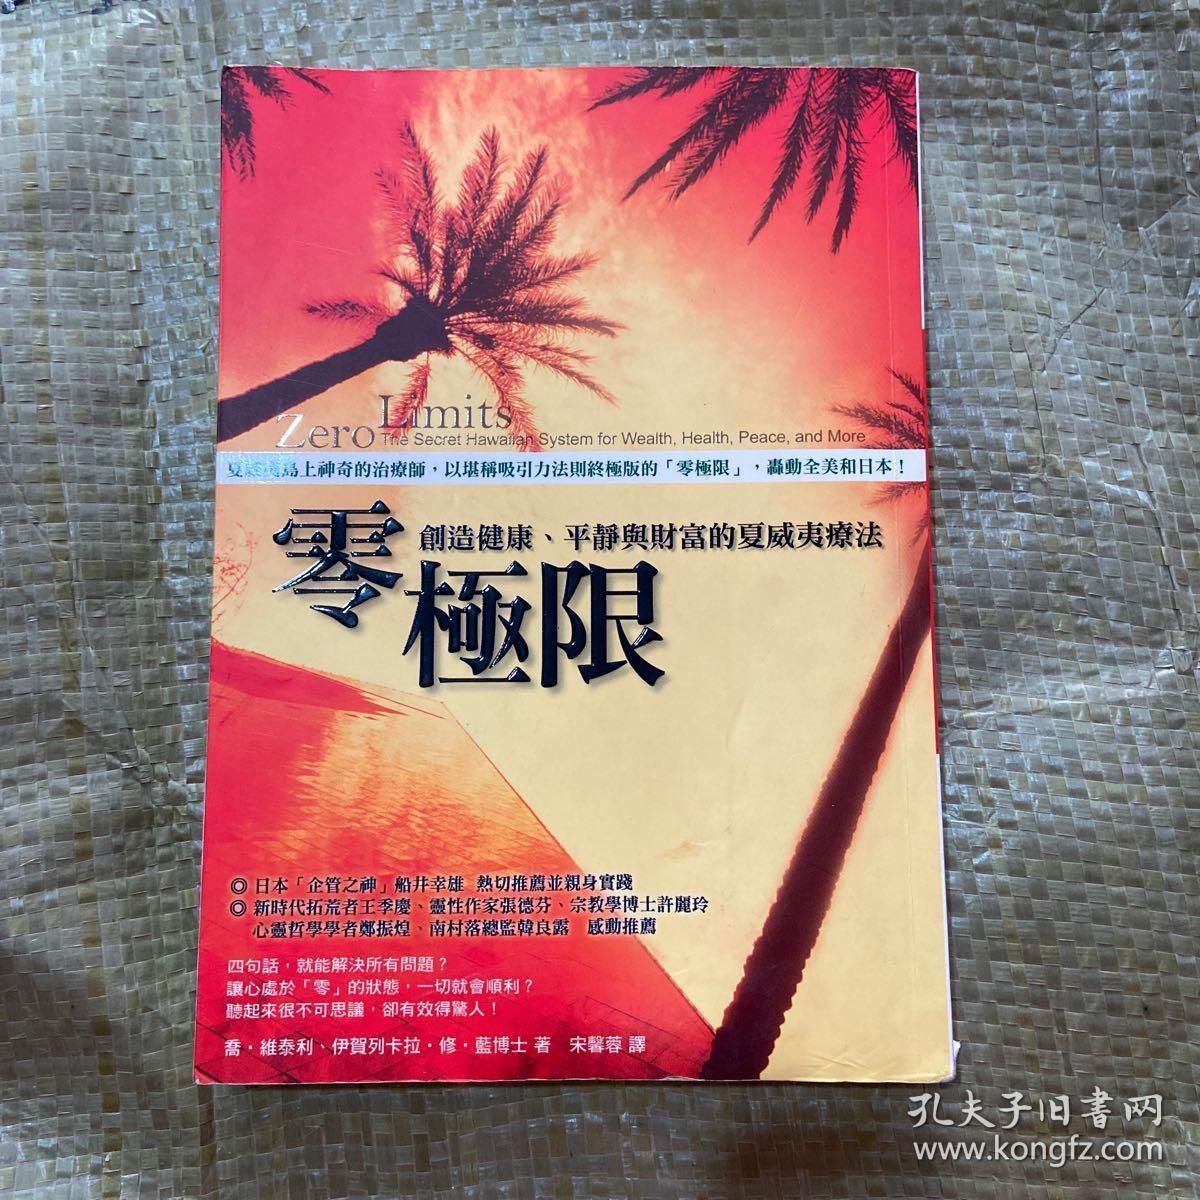 Zero Limits
The Secret Hawaiian System for Wealth, Health, Peace, and More
夏威夷島上神奇的治療師，以堪稱吸引力法則終極版的「零極限」，轟動全美和日本！
創造健康、平靜與財富的夏威夷療法
零極限
◎ 日本「企管之神」船井幸雄 熱切推薦並親身實踐
◎ 新時代拓荒者王季慶、靈性作家張德芬、宗教學博士許麗玲
心靈哲學學者鄭振煌、南村落總監韓良露 感動推薦
四句話，就能解決所有問題？
讓心處於「零」的狀態，一切就會順利？
聽起來很不可思議，卻有效得驚人！
喬・維泰利、伊賀列卡拉・修・藍博士 著 宋馨蓉 譯
孔夫子旧书网
www.kongfz.com